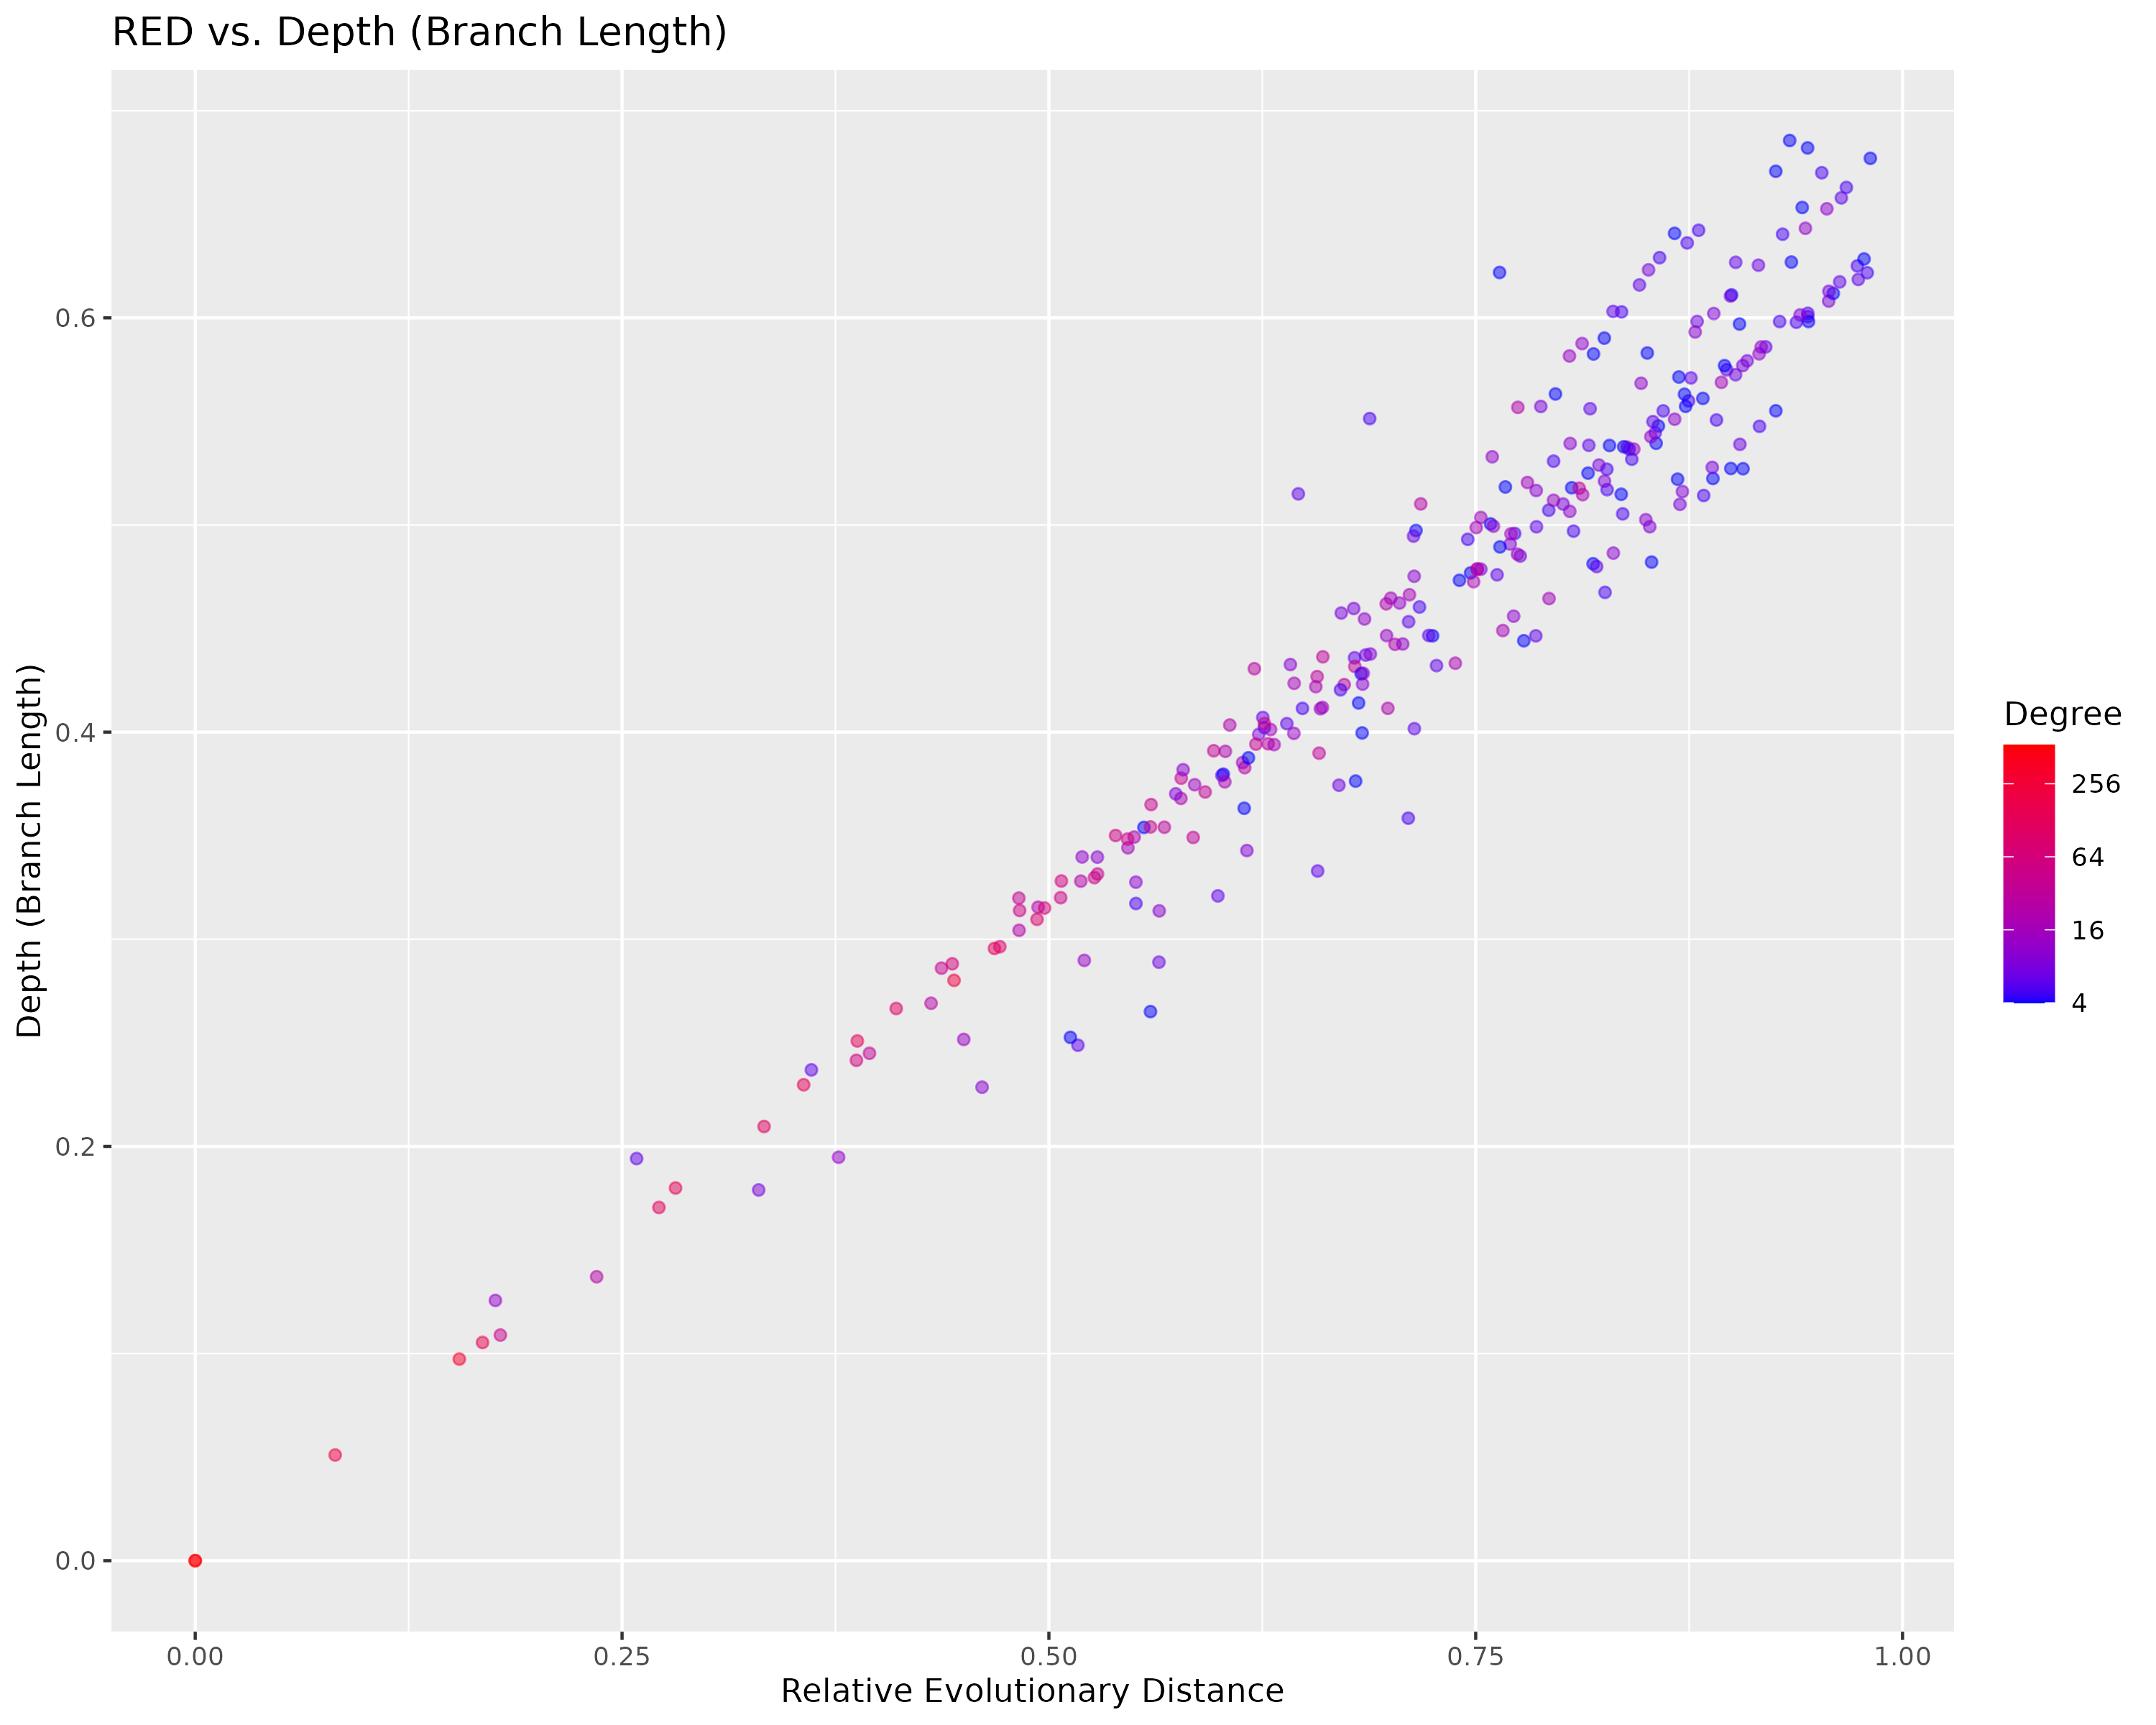 RED vs. Depth (Branch Length)
Depth (Branch Length)
0.6
0.4
0.2
0.0
0.00 0.25 0.50 0.75 1.00
Relative Evolutionary Distance
Degree
256
64
16
4